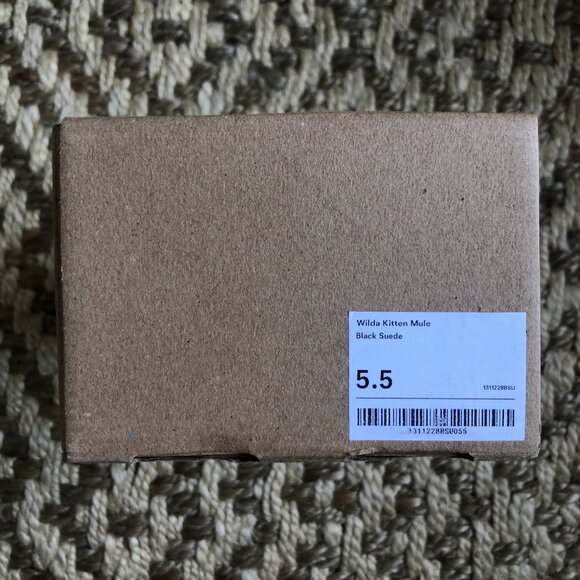 Wilda Kitten Mule
Black Suede
5.5
1311228BSU
1311228BSU055